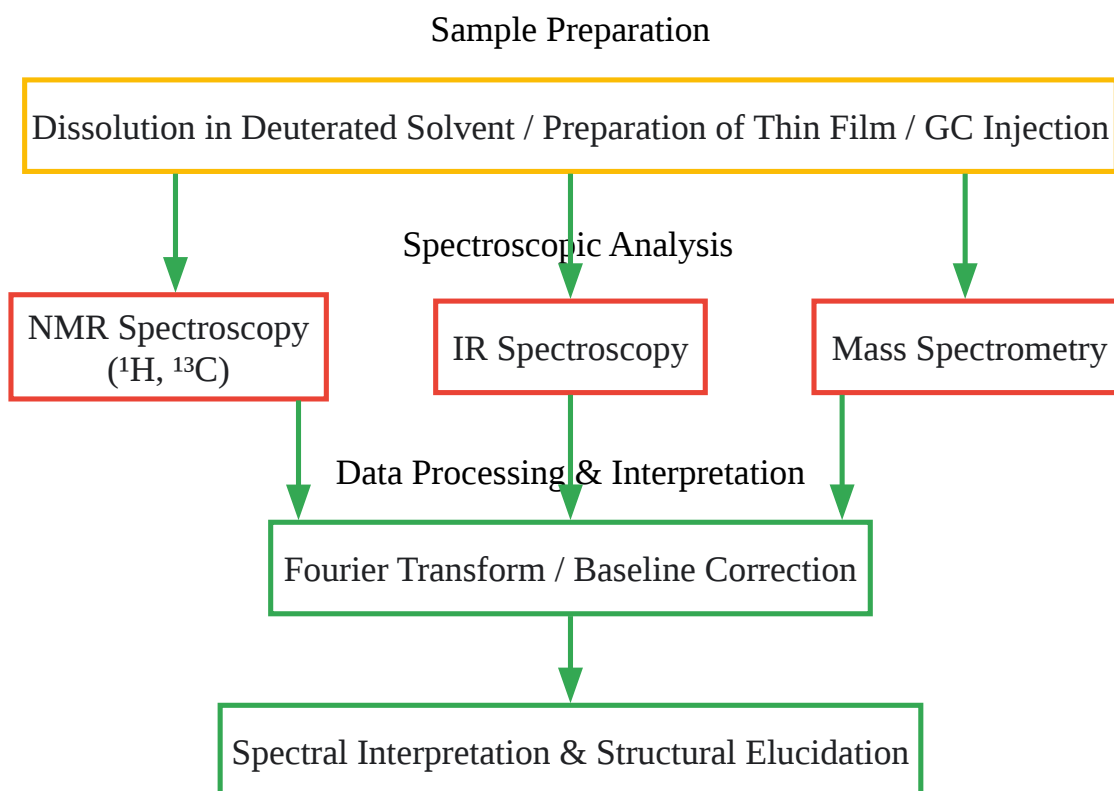 Sample Preparation
Dissolution in Deuterated Solvent / Preparation of Thin Film / GC Injection
Spectroscopic Analysis
NMR Spectroscopy
(¹H, ¹³C)
IR Spectroscopy
Mass Spectrometry
Data Processing & Interpretation
Fourier Transform / Baseline Correction
Spectral Interpretation & Structural Elucidation